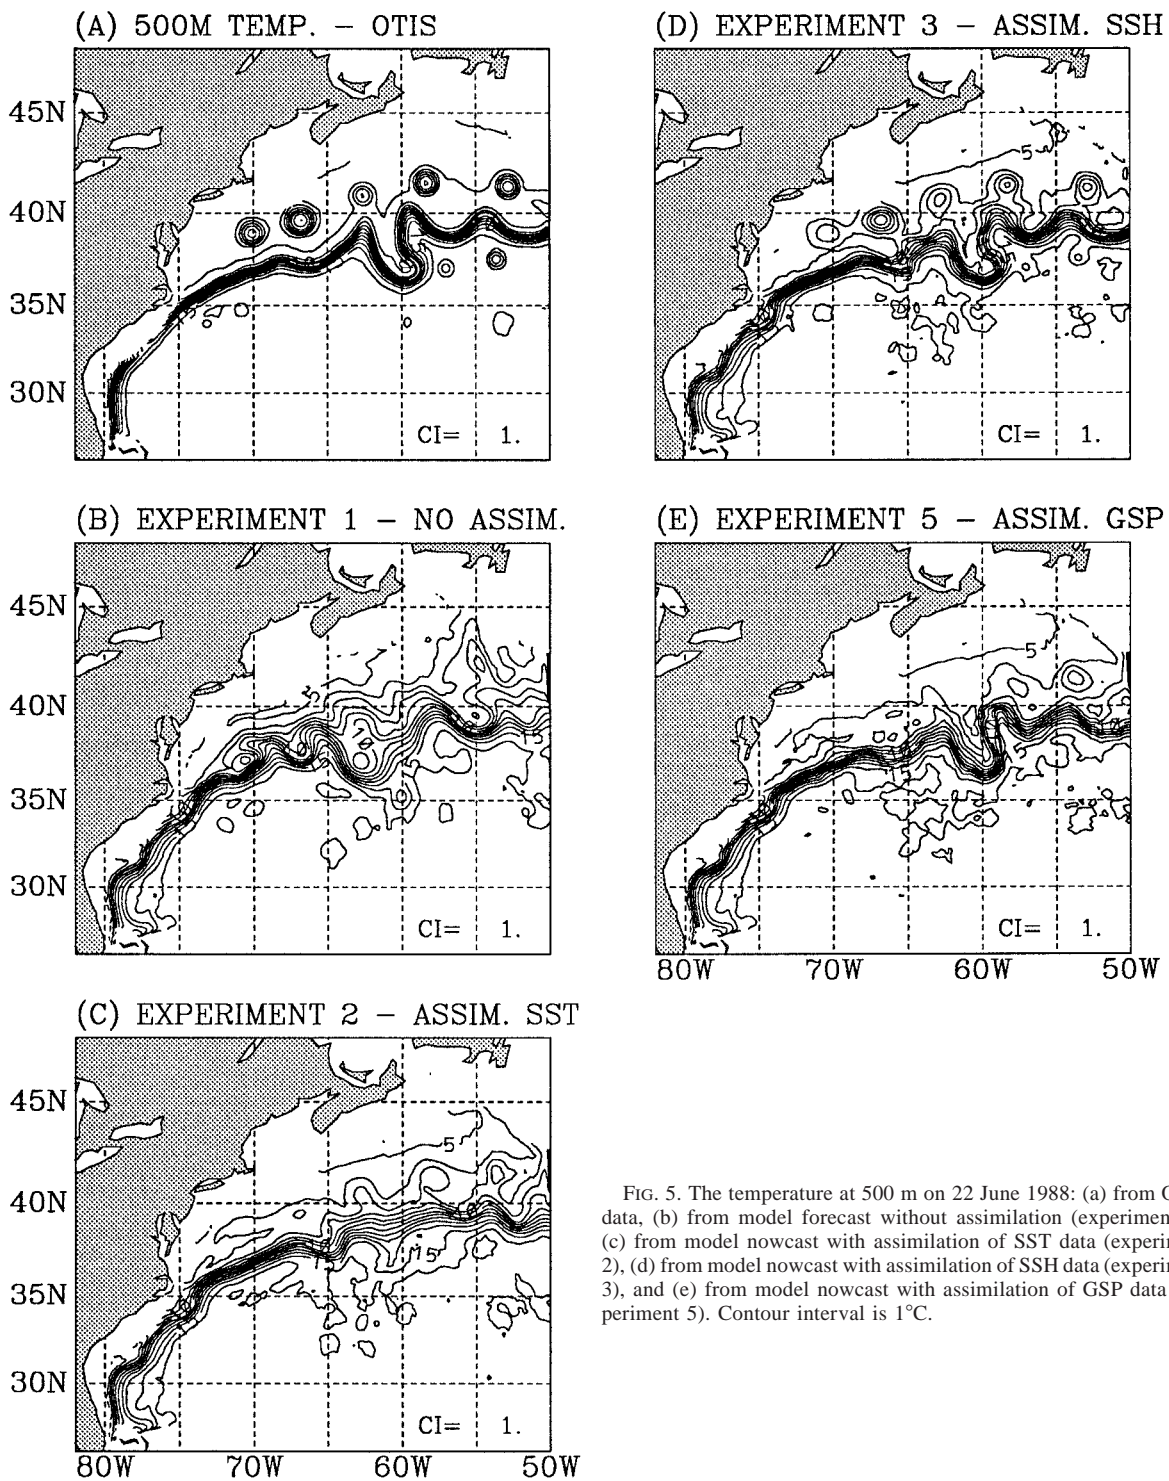 (A) 500M TEMP. – OTIS
45N
40N
35N
30N
CI= 1.
(D) EXPERIMENT 3 – ASSIM. SSH
5
CI= 1.
(B) EXPERIMENT 1 – NO ASSIM.
45N
40N
35N
30N
5
10
15
CI= 1.
(E) EXPERIMENT 5 – ASSIM. GSP
5
CI= 1.
80W 70W 60W 50W
(C) EXPERIMENT 2 – ASSIM. SST
45N
40N
35N
30N
5
15
CI= 1.
80W 70W 60W 50W
FIG. 5. The temperature at 500 m on 22 June 1988: (a) from
data, (b) from model forecast without assimilation (experimen
(c) from model nowcast with assimilation of SST data (experi
2), (d) from model nowcast with assimilation of SSH data (experi
3), and (e) from model nowcast with assimilation of GSP data
periment 5). Contour interval is 1°C.